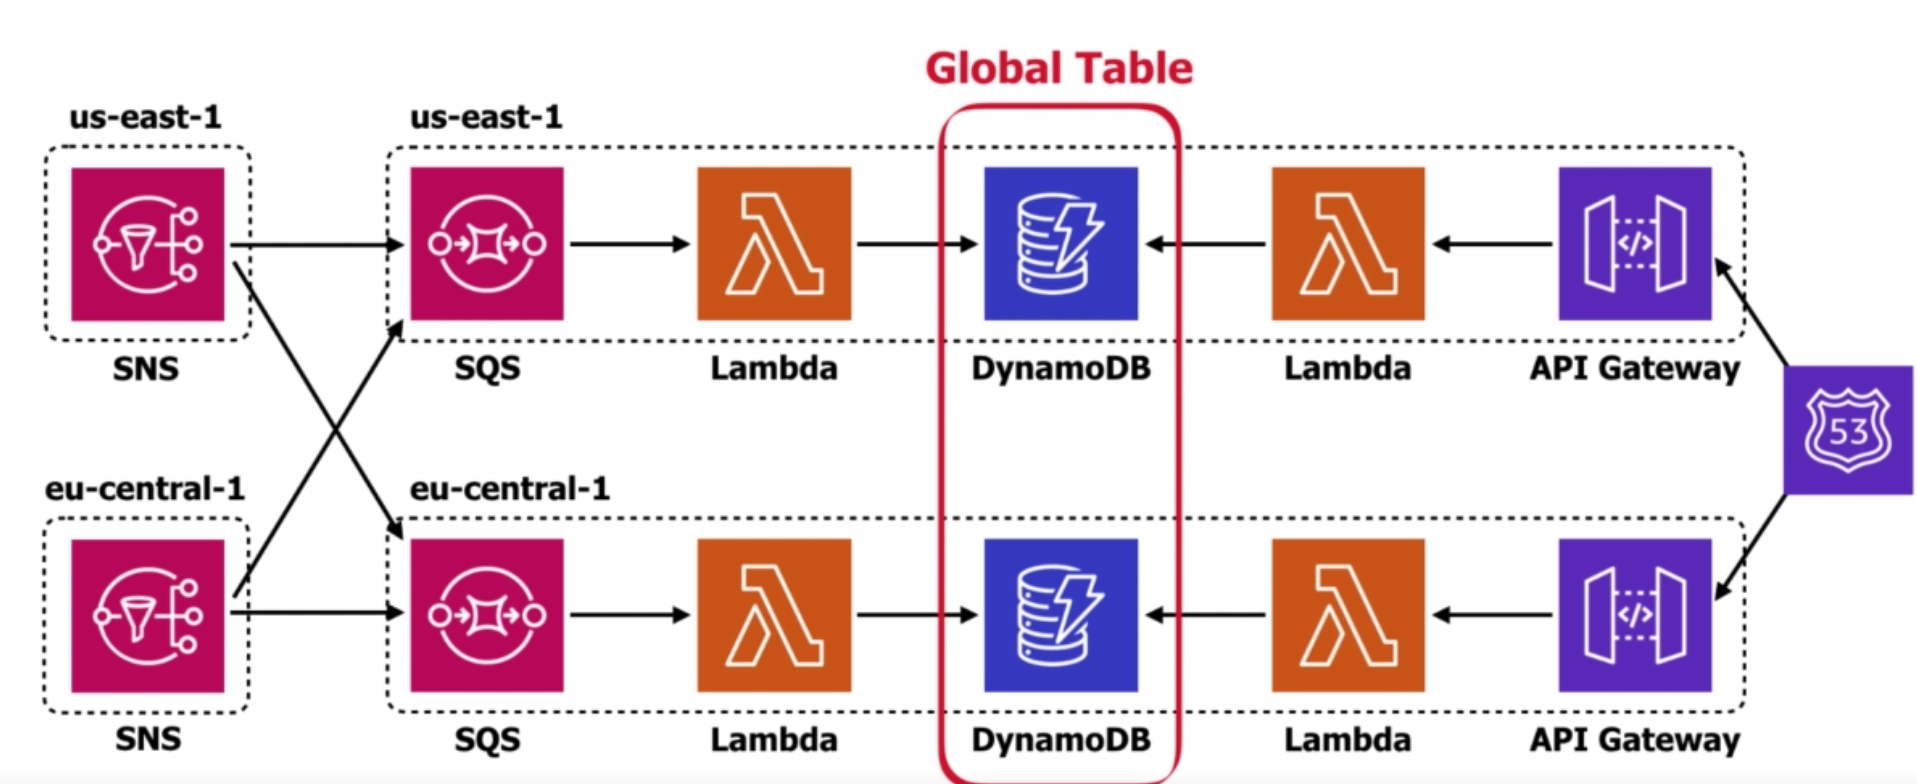 Global Table
us-east-1
us-east-1
SNS
SQS
Lambda
DynamoDB
Lambda
</>
API Gateway
53
eu-central-1
eu-central-1
SNS
SQS
Lambda
DynamoDB
Lambda
</>
API Gateway